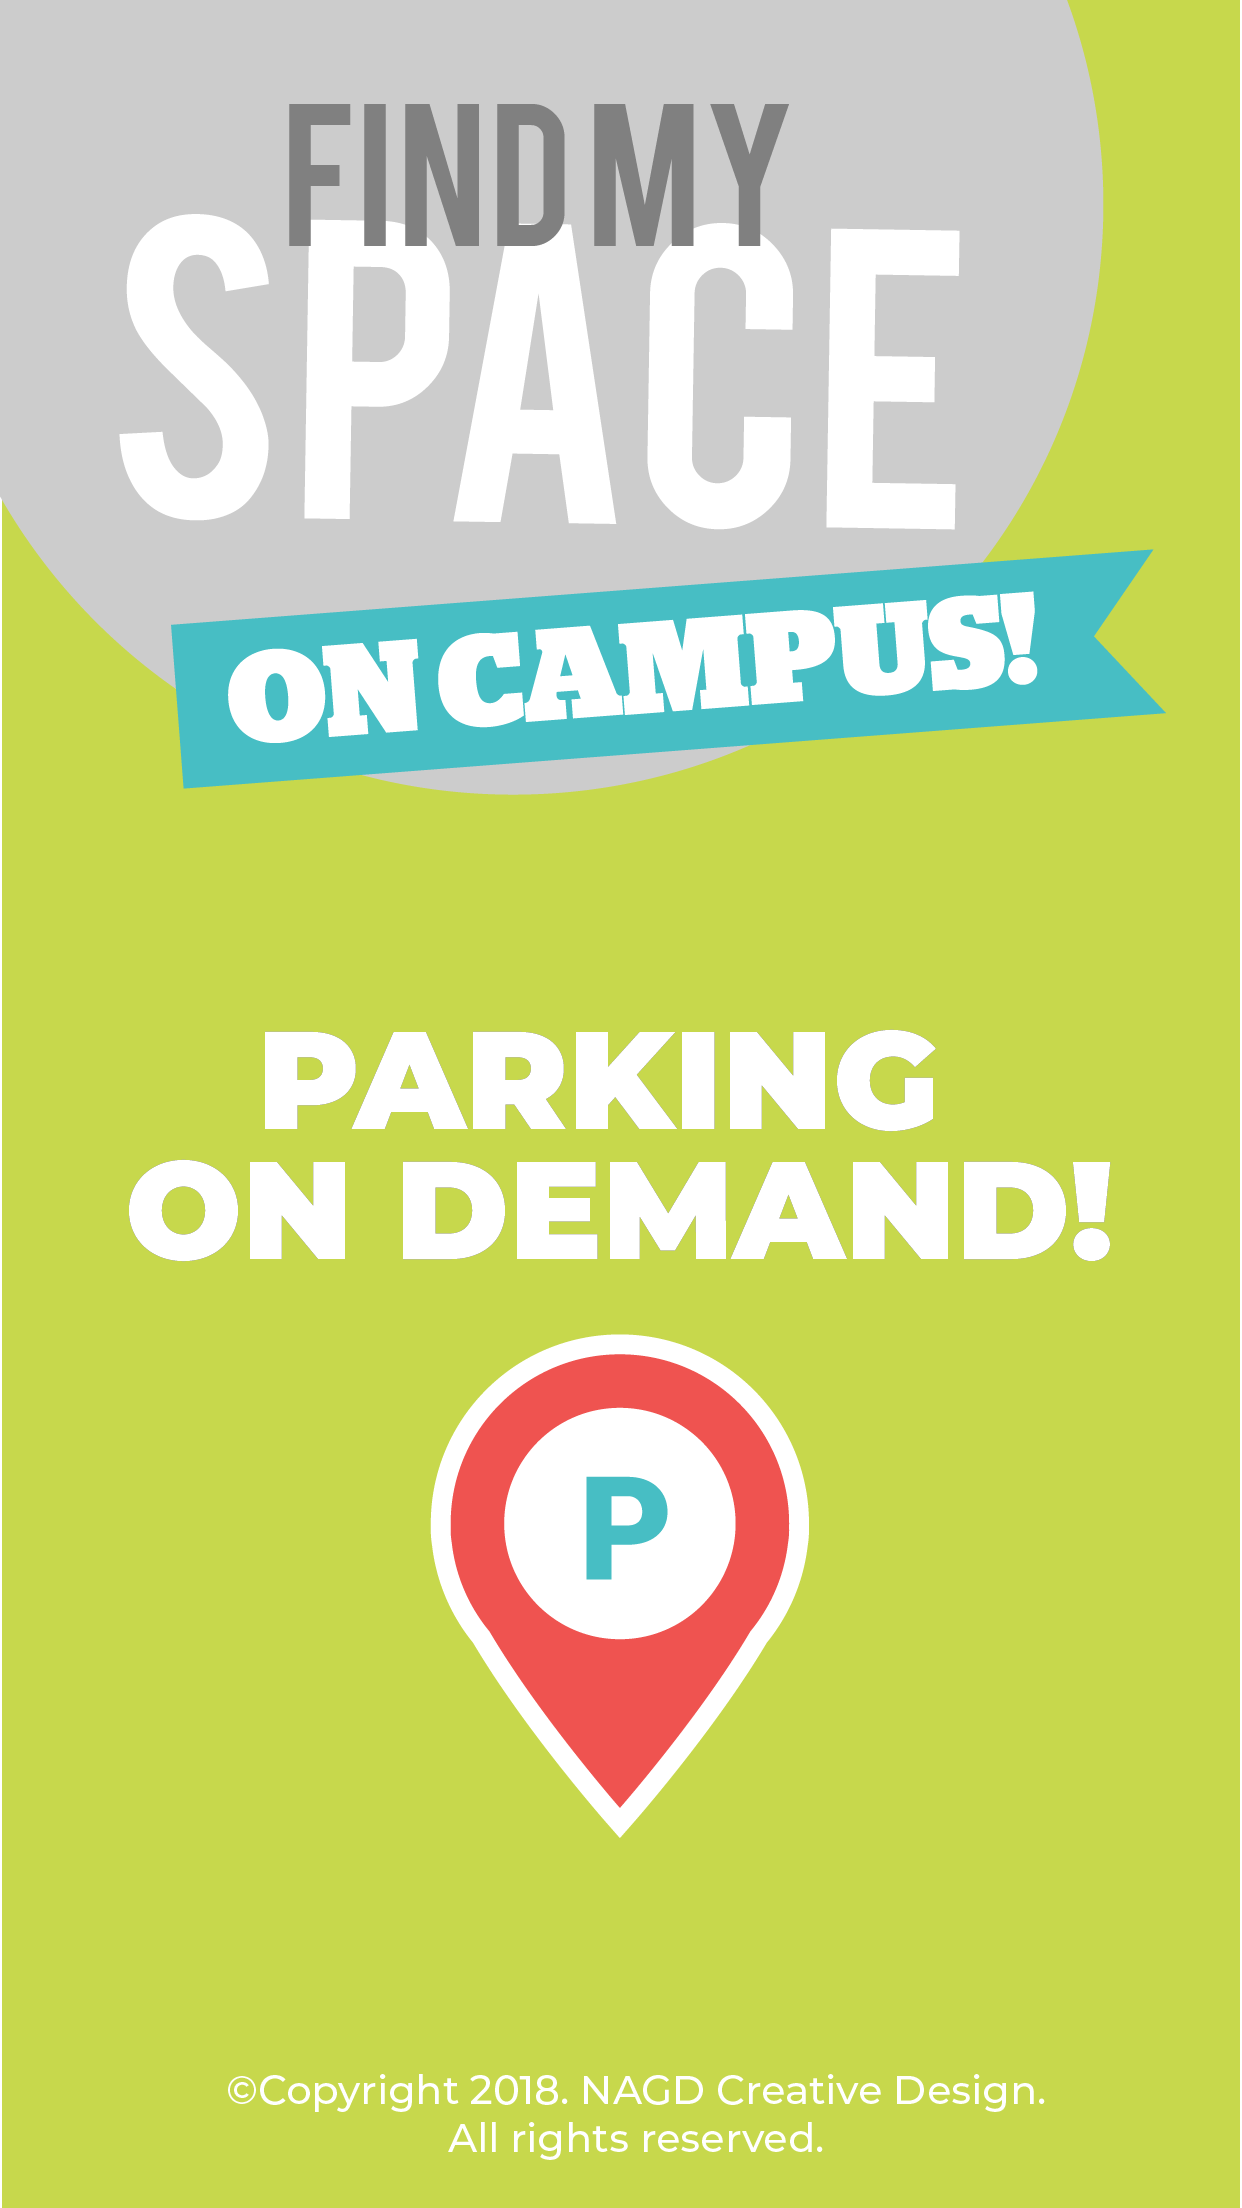 FIND MY
SPACE
ON CAMPUS!
PARKING
ON DEMAND!
P
©Copyright 2018. NAGD Creative Design.
All rights reserved.